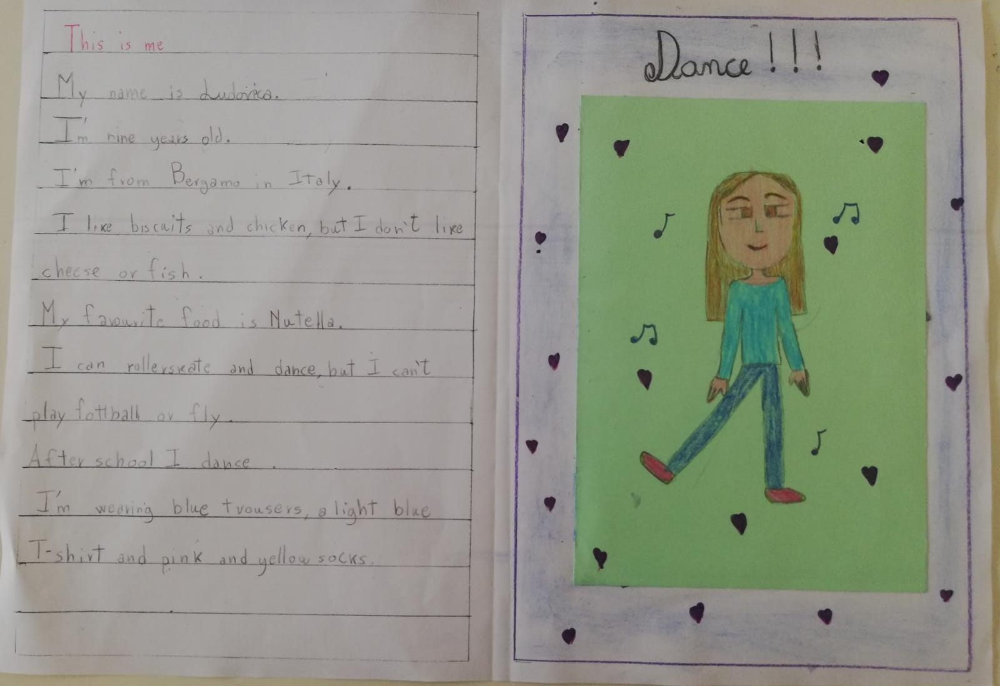 This is me
My name is Ludovica.
I'm nine years old.
I'm from Bergamo in Italy.
I like biscuits and chicken, but I don't like
cheese or fish.
My favourite food is Nutella.
I can rollerskate and dance, but I can't
play fottball or fly.
After school I dance.
I'm wearing blue trousers, a light blue
T-shirt and pink and yellow socks.
Dance!!!